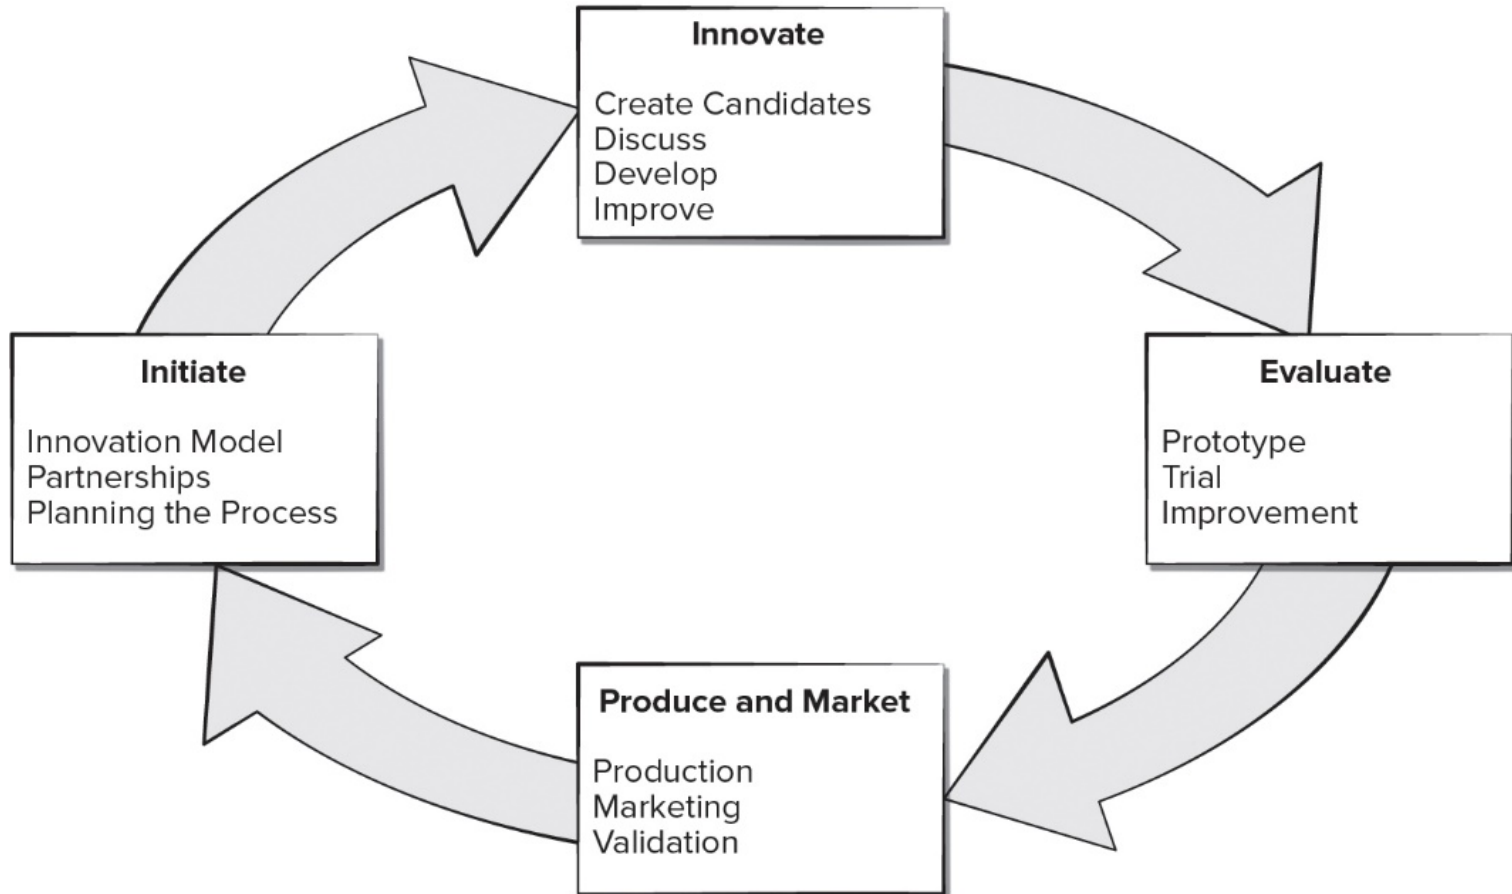 Innovate
Create Candidates
Discuss
Develop
Improve
Initiate
Innovation Model
Partnerships
Planning the Process
Evaluate
Prototype
Trial
Improvement
Produce and Market
Production
Marketing
Validation